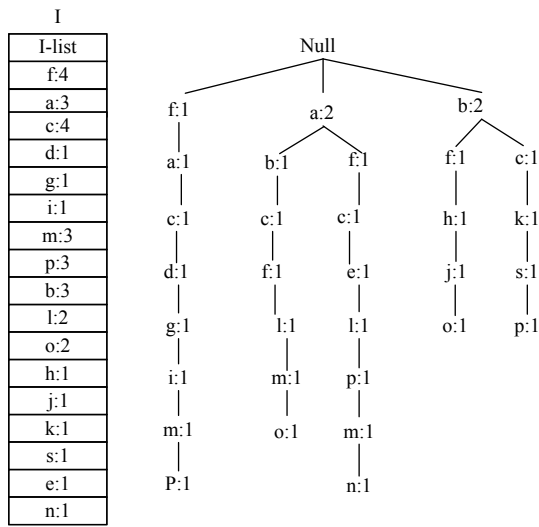 I
I-list
f:4
a:3
c:4
d:1
g:1
i:1
m:3
p:3
b:3
l:2
o:2
h:1
j:1
k:1
s:1
e:1
n:1
Null
f:1 a:2 b:2
a:1 b:1 f:1 f:1 c:1
c:1 c:1 c:1 h:1 k:1
d:1 f:1 e:1 j:1 s:1
g:1 l:1 l:1 o:1 p:1
i:1 m:1 p:1
m:1 o:1 m:1
P:1 n:1